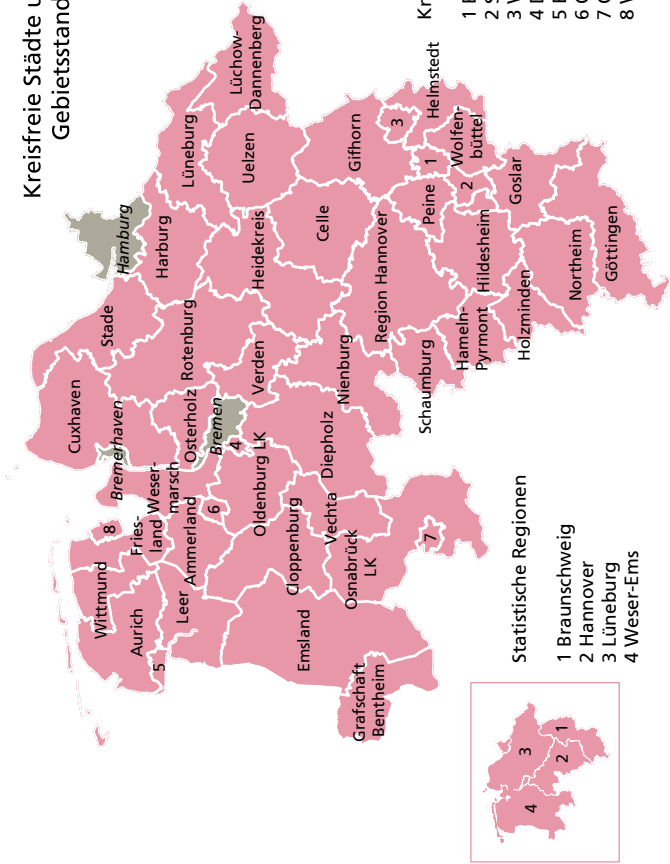 Kreisfreie Städte u
Gebietsstand
Cuxhaven
Stade
Hamburg
Bremerhaven
Harburg
Lüneburg
Lüchow-
Dannenberg
Wittmund
8
Fries-
land
Weser-
marsch
Osterholz
Rotenburg
Heidekreis
Uelzen
Aurich
5
Leer
Ammerland
6
4
Bremen
Verden
Celle
Gifhorn
Oldenburg LK
Emsland
Cloppenburg
Vechta
Diepholz
Nienburg
Region Hannover
Peine
1
3
Helmstedt
Wolfen-
büttel
2
Osnabrück
LK
Grafschaft
Bentheim
7
Schaumburg
Hameln-
Pyrmont
Hildesheim
Goslar
Holzminden
Northeim
Göttingen
Kr
1 B
2 S
3 W
4 D
5 E
6 O
7 O
8 W
Statistische Regionen
1 Braunschweig
2 Hannover
3 Lüneburg
4 Weser-Ems
4
3
2
1